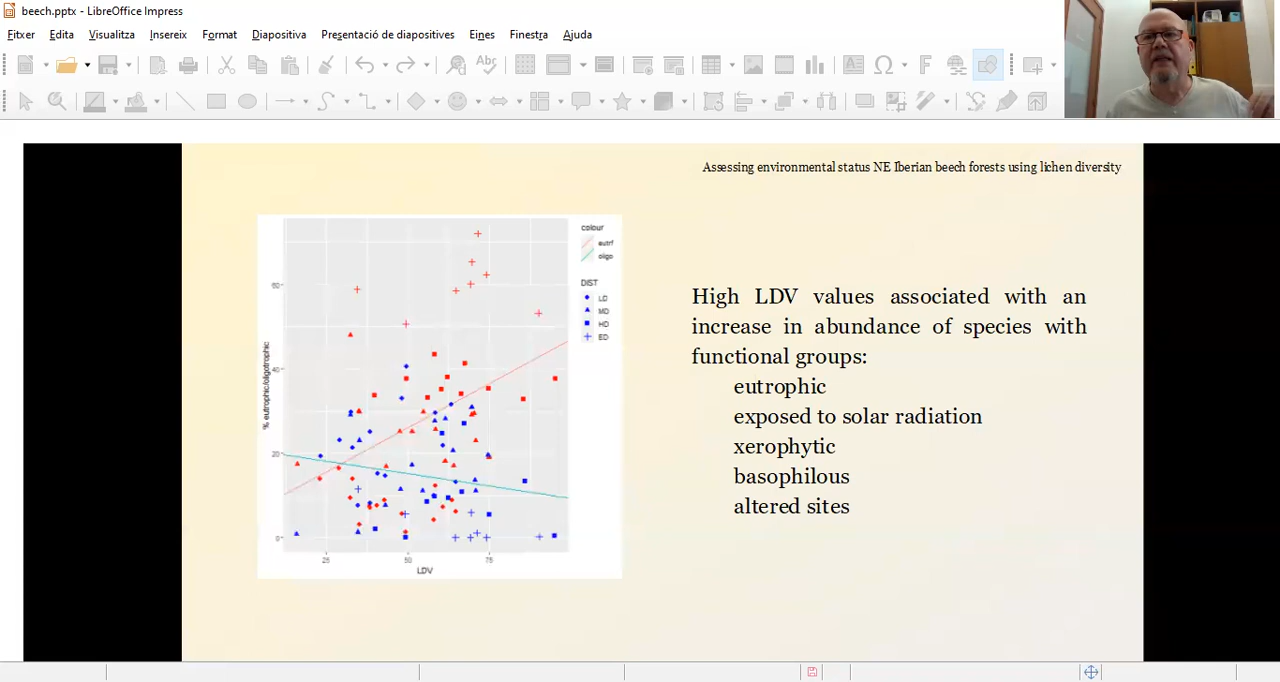 beech.pptx - LibreOffice Impress
Fitxer Edita Visualitza Insereix Format Diapositiva Presentació de diapositives Eines Finestra Ajuda
Abc
Assessing environmental status NE Iberian beech forests using lichen diversity
High LDV values associated with an
increase in abundance of species with
functional groups:
eutrophic
exposed to solar radiation
xerophytic
basophilous
altered sites
colour
eutrf
oligo
DIST
LD
MD
HD
ED
% eutrophic/oligotrophic
60
40
20
0
25 50 75
LDV